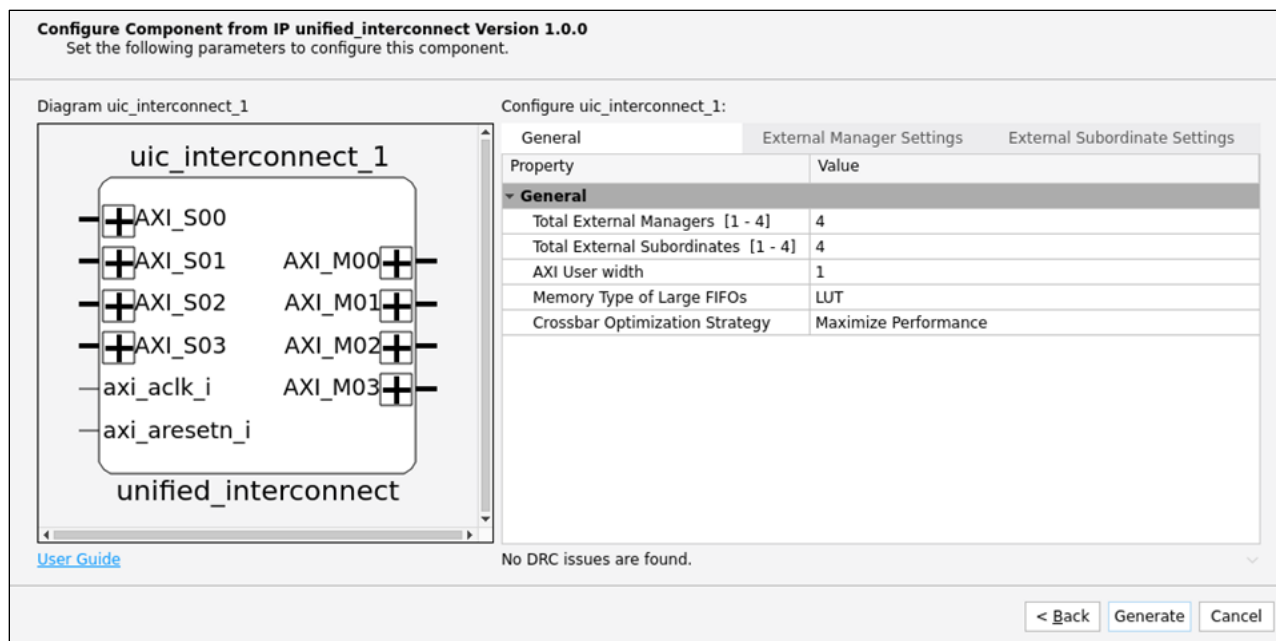 Configure Component from IP unified_interconnect Version 1.0.0
Set the following parameters to configure this component.
Diagram uic_interconnect_1
uic_interconnect_1
AXI_S00
AXI_S01 AXI_M00
AXI_S02 AXI_M01
AXI_S03 AXI_M02
axi_aclk_i AXI_M03
axi_aresetn_i
unified_interconnect
User Guide
Configure uic_interconnect_1:
General External Manager Settings External Subordinate Settings
Property Value
General
Total External Managers [1 - 4] 4
Total External Subordinates [1 - 4] 4
AXI User width 1
Memory Type of Large FIFOs LUT
Crossbar Optimization Strategy Maximize Performance
No DRC issues are found.
< Back Generate Cancel